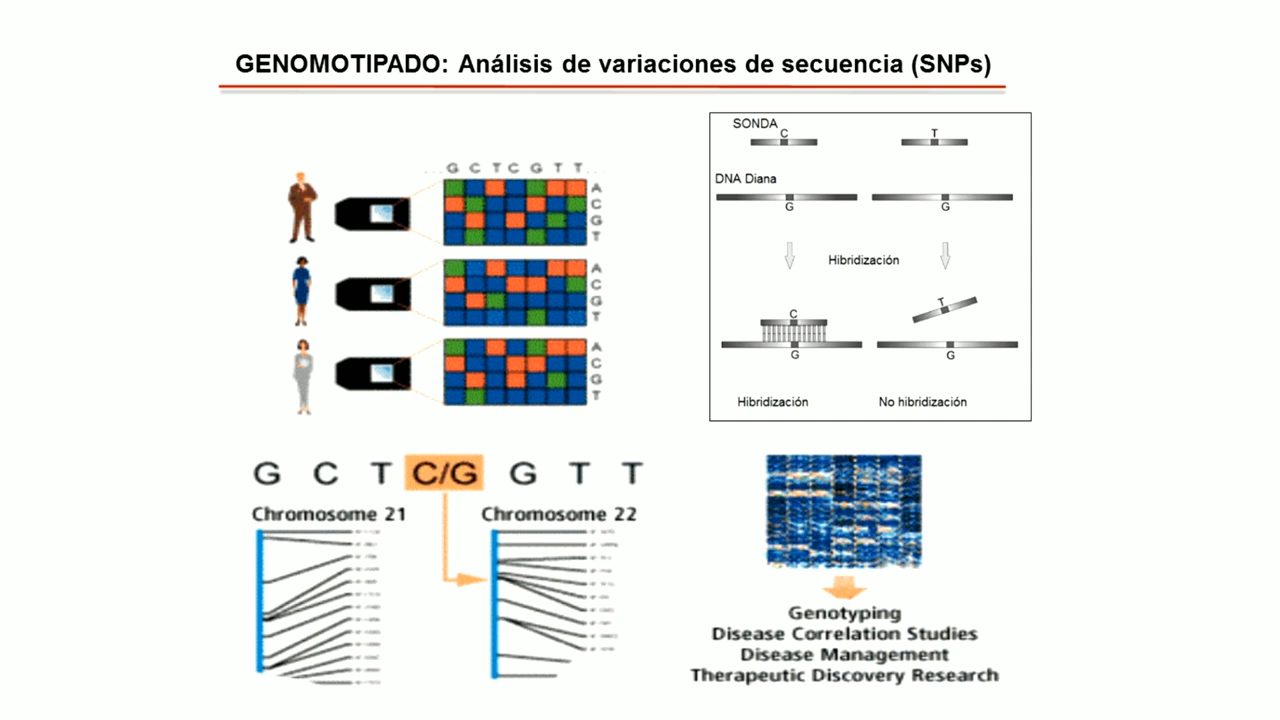 GENOMOTIPADO: Análisis de variaciones de secuencia (SNPs)
G C T C G T T
A
C
G
T
A
C
G
T
A
C
G
T
SONDA
C
T
DNA Diana
G
G
Hibridización
C
T
G
G
Hibridización
No hibridización
G C T C/G G T T
Chromosome 21
Chromosome 22
Genotyping
Disease Correlation Studies
Disease Management
Therapeutic Discovery Research